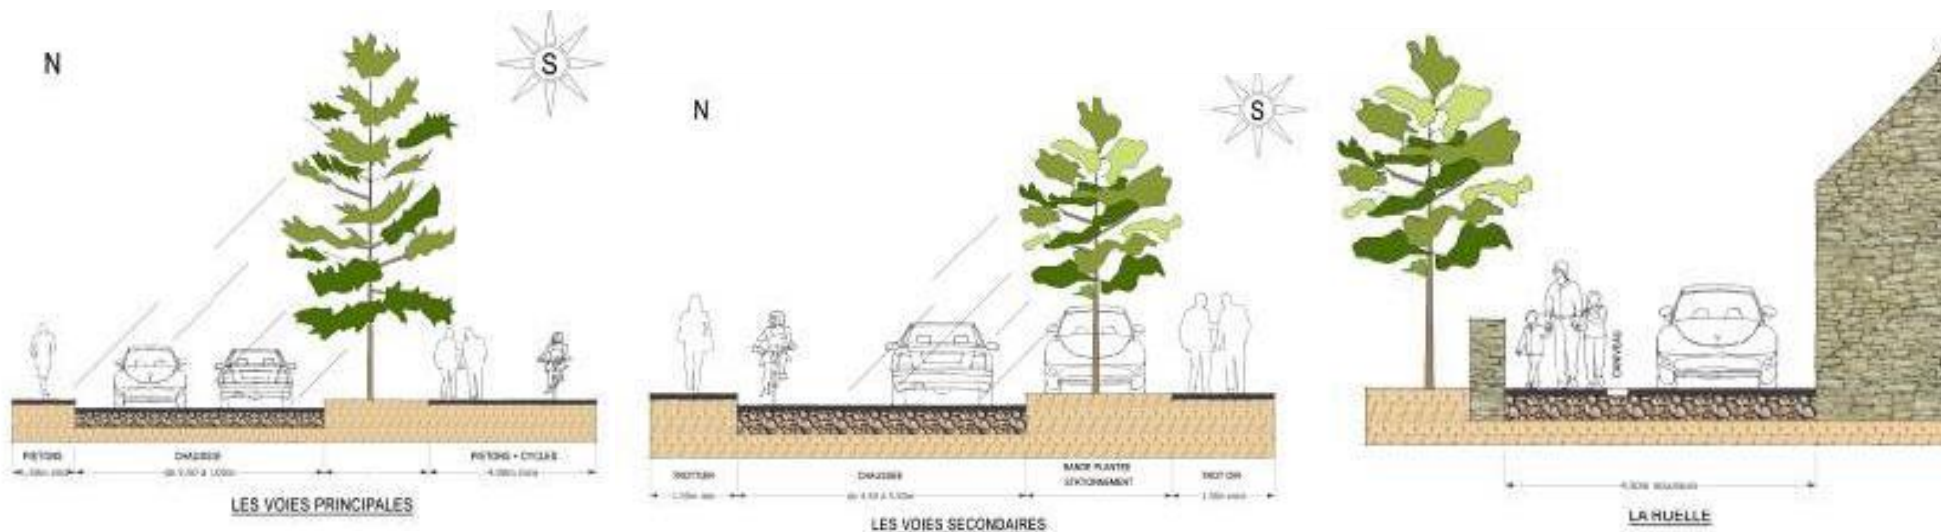 N
S
PIETONS
CHAUSSEE
PIETONS + CYCLES
LES VOIES PRINCIPALES
N
S
TROTTOIR
CHAUSSEE
BANDE PLANTEE
STATIONNEMENT
TROTTOIR
LES VOIES SECONDAIRES
CANIVEAU
LA RUELLE